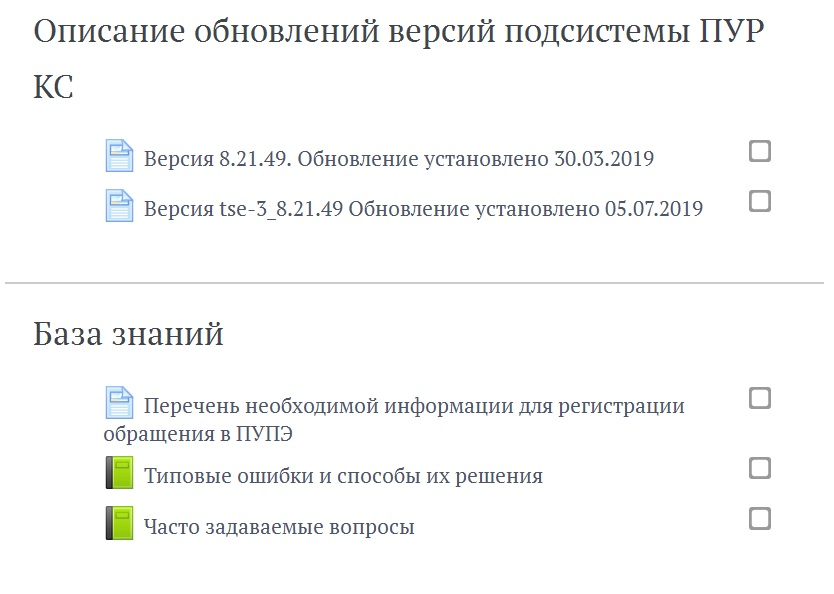 Описание обновлений версий подсистемы ПУР
КС
Версия 8.21.49. Обновление установлено 30.03.2019
Версия tse-3_8.21.49 Обновление установлено 05.07.2019
База знаний
Перечень необходимой информации для регистрации
обращения в ПУПЭ
Типовые ошибки и способы их решения
Часто задаваемые вопросы